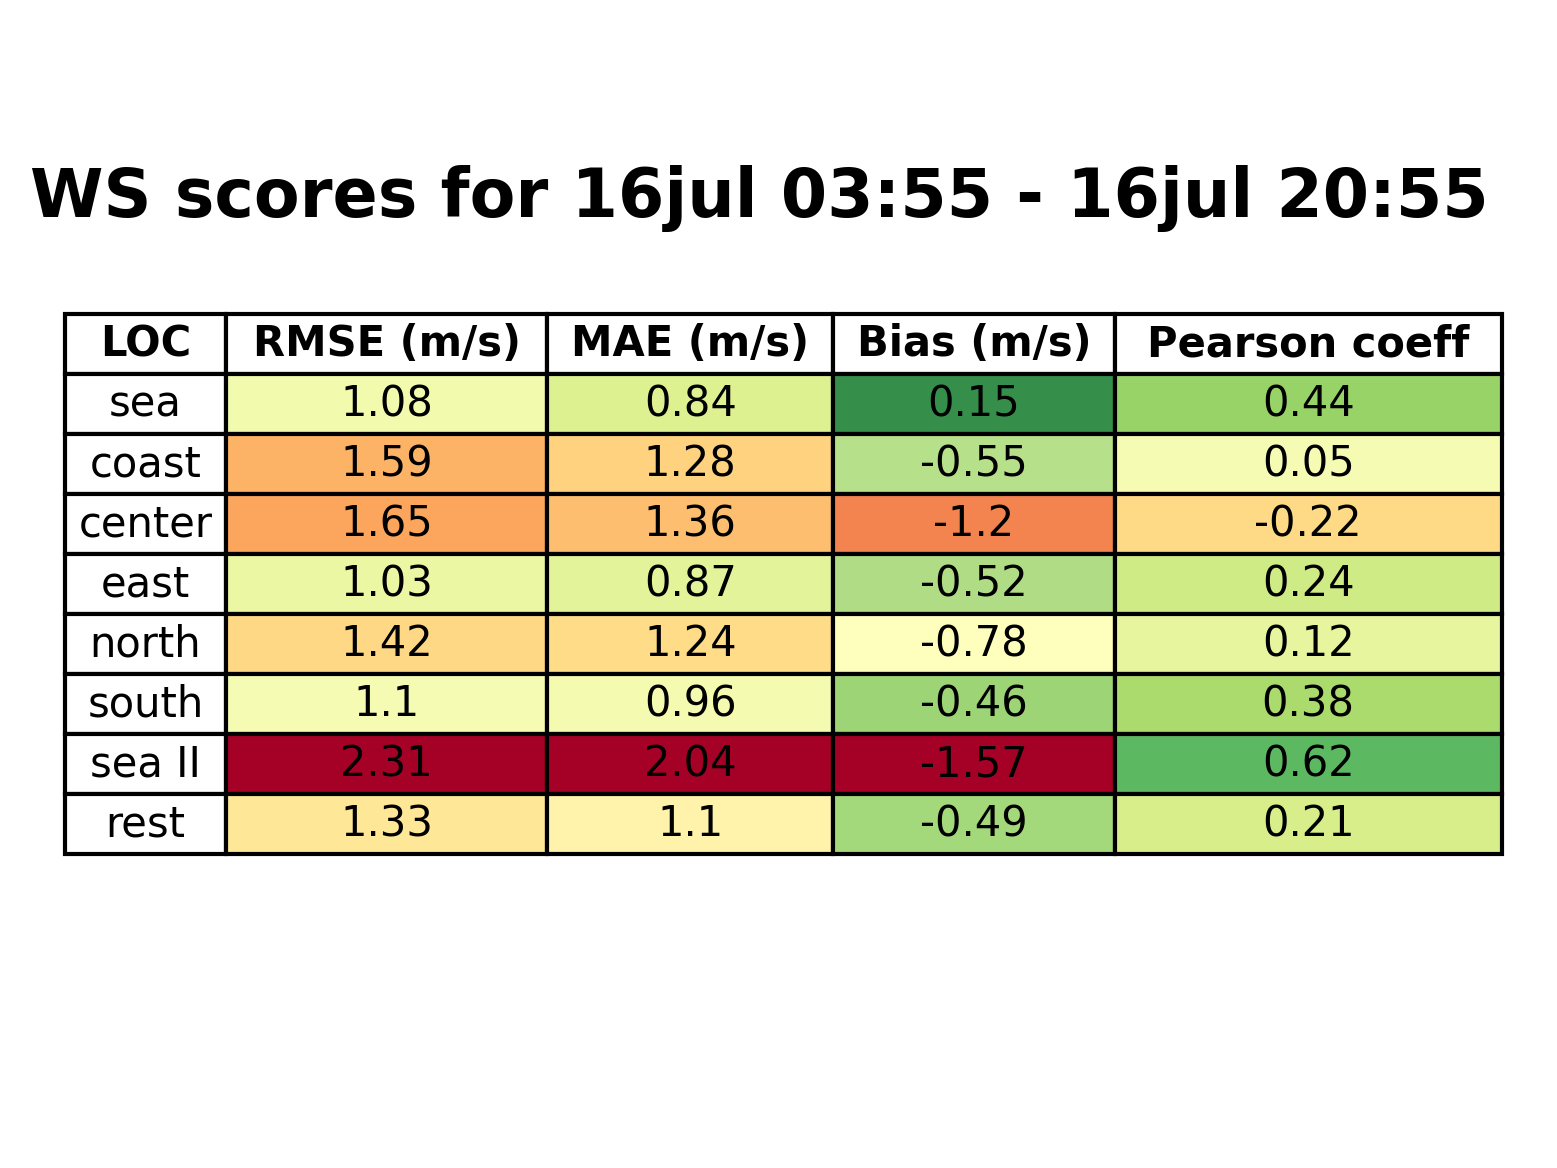 WS scores for 16jul 03:55 - 16jul 20:55
LOC RMSE (m/s) MAE (m/s) Bias (m/s) Pearson coeff
sea 1.08 0.84 0.15 0.44
coast 1.59 1.28 -0.55 0.05
center 1.65 1.36 -1.2 -0.22
east 1.03 0.87 -0.52 0.24
north 1.42 1.24 -0.78 0.12
south 1.1 0.96 -0.46 0.38
sea II 2.31 2.04 -1.57 0.62
rest 1.33 1.1 -0.49 0.21